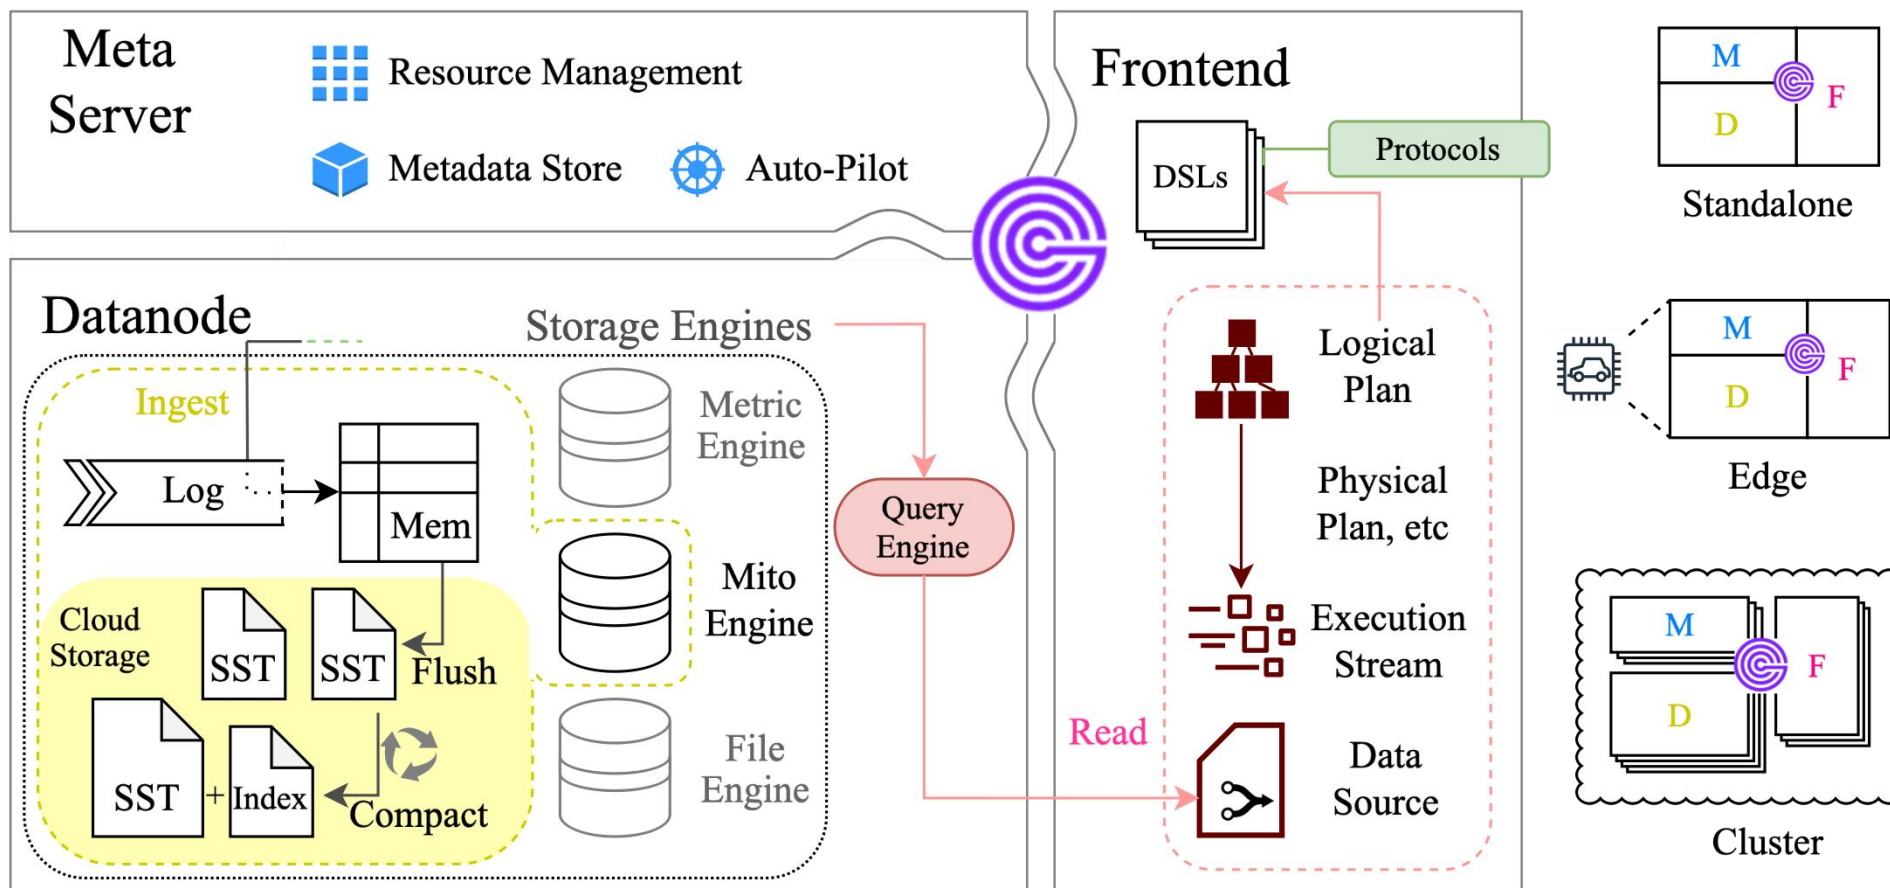 Meta
Server
Resource Management
Metadata Store
Auto-Pilot
Frontend
DSLs
Protocols
Datanode
Storage Engines
Ingest
Log
Mem
Cloud
Storage
SST
SST
Flush
SST
+
Index
Compact
Metric
Engine
Mito
Engine
File
Engine
Query
Engine
Read
Logical
Plan
Physical
Plan, etc
Execution
Stream
Data
Source
M
D
F
Standalone
M
D
F
Edge
M
D
F
Cluster